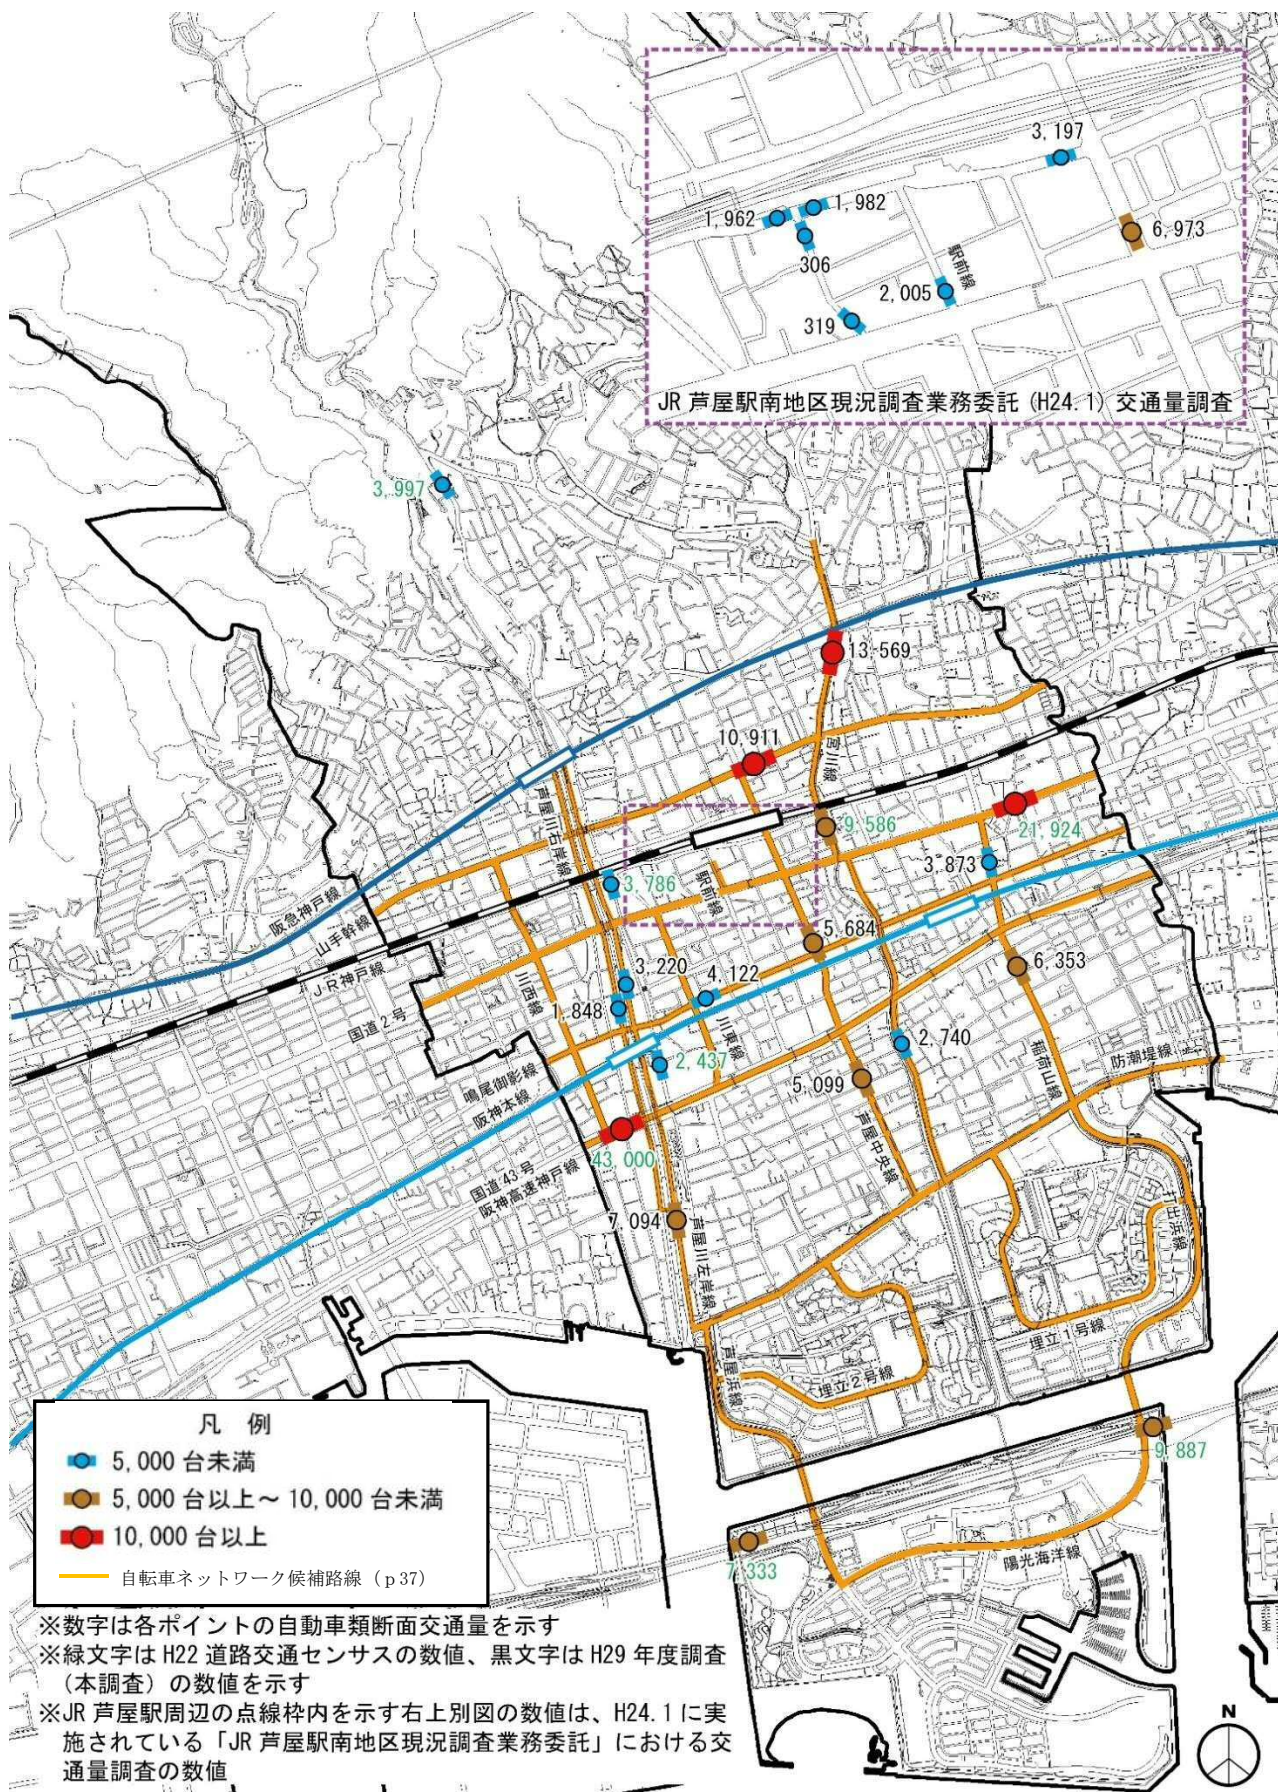 3,197
1,962
1,982
306
6,973
駅前線
2,005
319
JR 芦屋駅南地区現況調査業務委託 (H24.1) 交通量調査
3,997
13,569
10,911
宮川線
芦屋川右岸線
9,586
21,924
3,873
3,786
駅前線
阪急神戸線
山手幹線
JR神戸線
5,684
6,353
川西線
3,220
4,122
国道2号
1,848
川東線
2,740
2,437
稲荷山線
防潮堤線
鳴尾御影線
阪神本線
5,099
芦屋中央線
43,000
国道43号
阪神高速神戸線
7,094
芦屋川左岸線
打出浜線
埋立1号線
芦屋浜線
埋立2号線
9,887
7,333
陽光海洋線
凡 例
5,000 台未満
5,000 台以上～ 10,000 台未満
10,000 台以上
自転車ネットワーク候補路線（p37）
※数字は各ポイントの自動車類断面交通量を示す
※緑文字は H22 道路交通センサスの数値、黒文字は H29 年度調査
（本調査）の数値を示す
※JR 芦屋駅周辺の点線枠内を示す右上別図の数値は、H24.1 に実
施されている「JR 芦屋駅南地区現況調査業務委託」における交
通量調査の数値
N